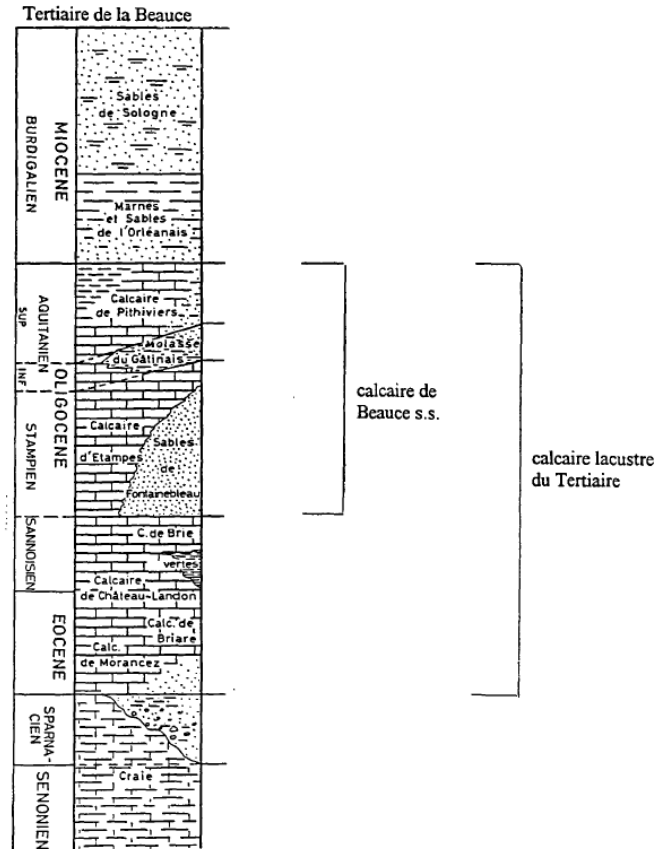 Tertiaire de la Beauce
MIOCENE
BURDIGALIEN
Sables
de Sologne
Marnes
et Sables
de l'Orléanais
AQUITANIEN
SUP
INF
OLIGOCENE
Calcaire
de Pithiviers
Molasse
du Gâtinais
STAMPIEN
Calcaire
d'Etampes
Sables
de
Fontainebleau
SANNOISIEN
C. de Brie
vertes
Calcaire
de Château-Landon
EOCENE
Calc. de
Briare
Calc.
de Morancez
SPARNA-
CIEN
SENONIEN
Craie
calcaire de
Beauce s.s.
calcaire lacustre
du Tertiaire